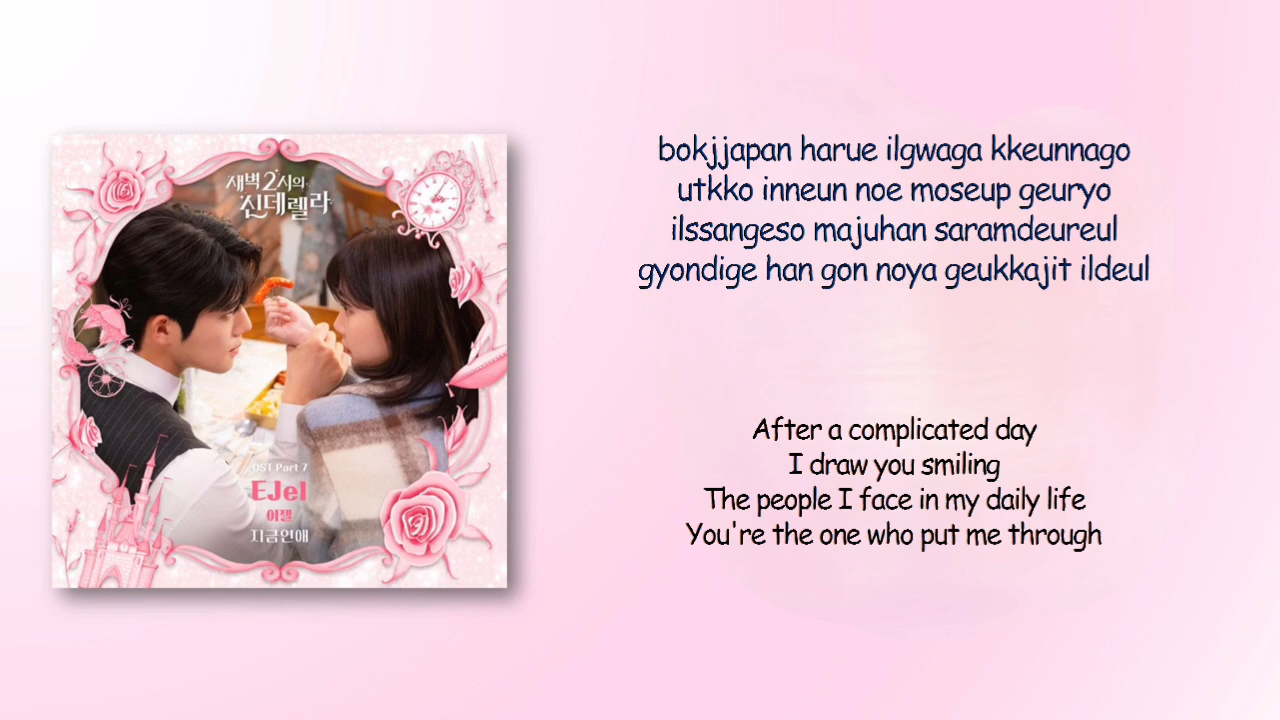 새벽 2시의
신데렐라
OST Part 7
EJel
이젤
지금연애
bokjjapan harue ilgwaga kkeunnago
utkko inneun noe moseup geuryo
ilssangeso majuhan saramdeureul
gyondige han gon noya geukkajit ildeul
After a complicated day
I draw you smiling
The people I face in my daily life
You're the one who put me through